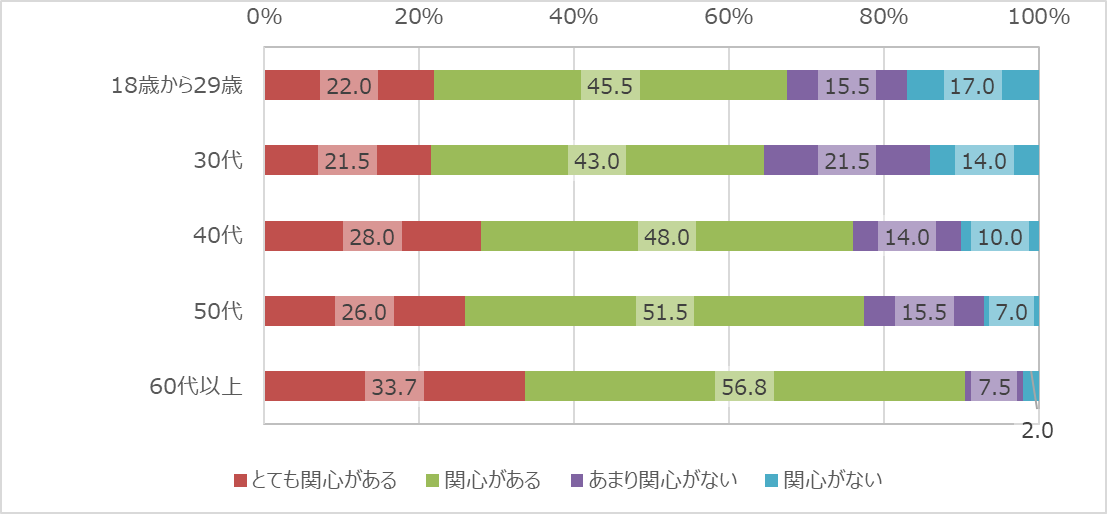 0% 20% 40% 60% 80% 100%
18歳から29歳 22.0 45.5 15.5 17.0
30代 21.5 43.0 21.5 14.0
40代 28.0 48.0 14.0 10.0
50代 26.0 51.5 15.5 7.0
60代以上 33.7 56.8 7.5
2.0
とても関心がある 関心がある あまり関心がない 関心がない